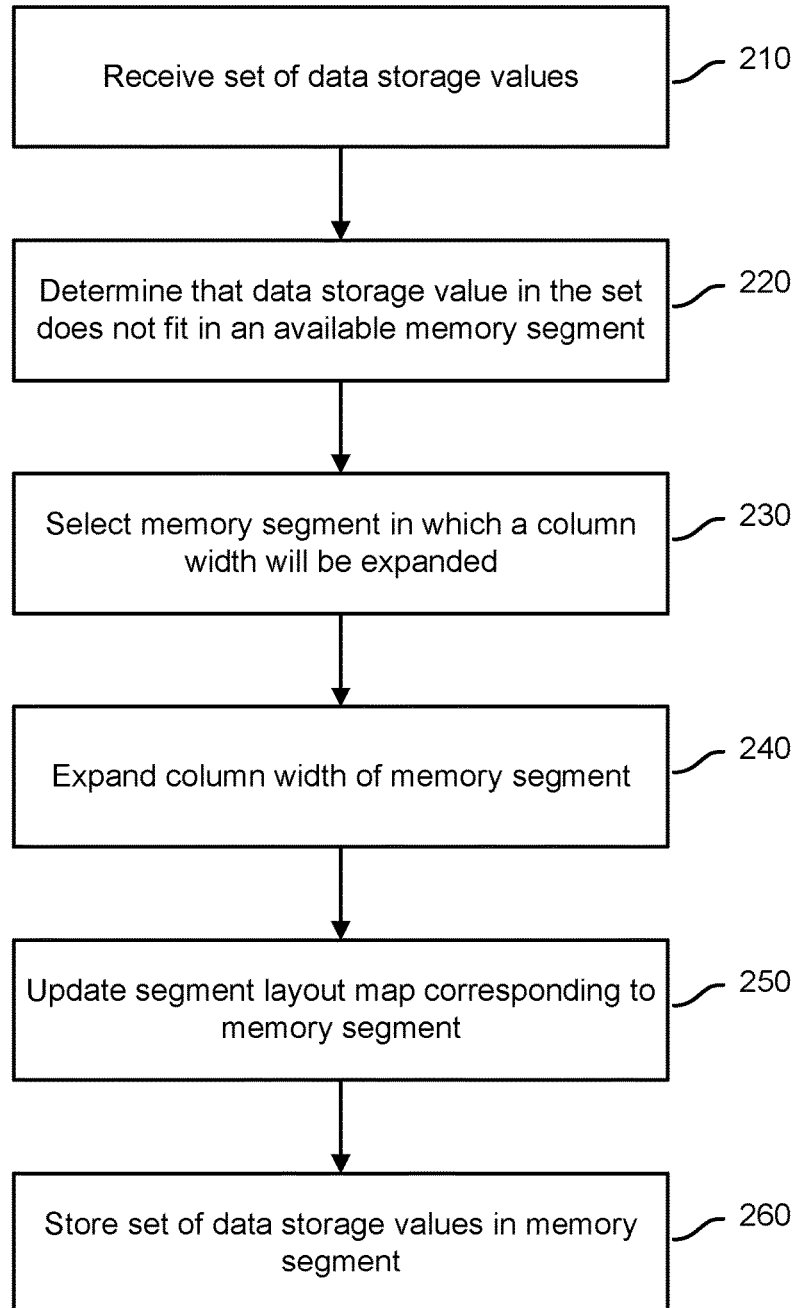 Receive set of data storage values
210
Determine that data storage value in the set
does not fit in an available memory segment
220
Select memory segment in which a column
width will be expanded
230
Expand column width of memory segment
240
Update segment layout map corresponding to
memory segment
250
Store set of data storage values in memory
segment
260